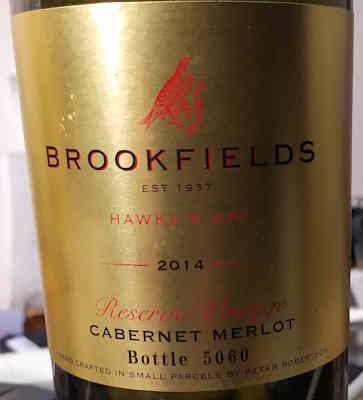 BROOKFIELDS
EST 1937.
HAWKE'S BAY
2014
Reserve Vintage
CABERNET MERLOT
Bottle 5060
HAND CRAFTED IN SMALL PARCELS BY PETER ROBERTSON